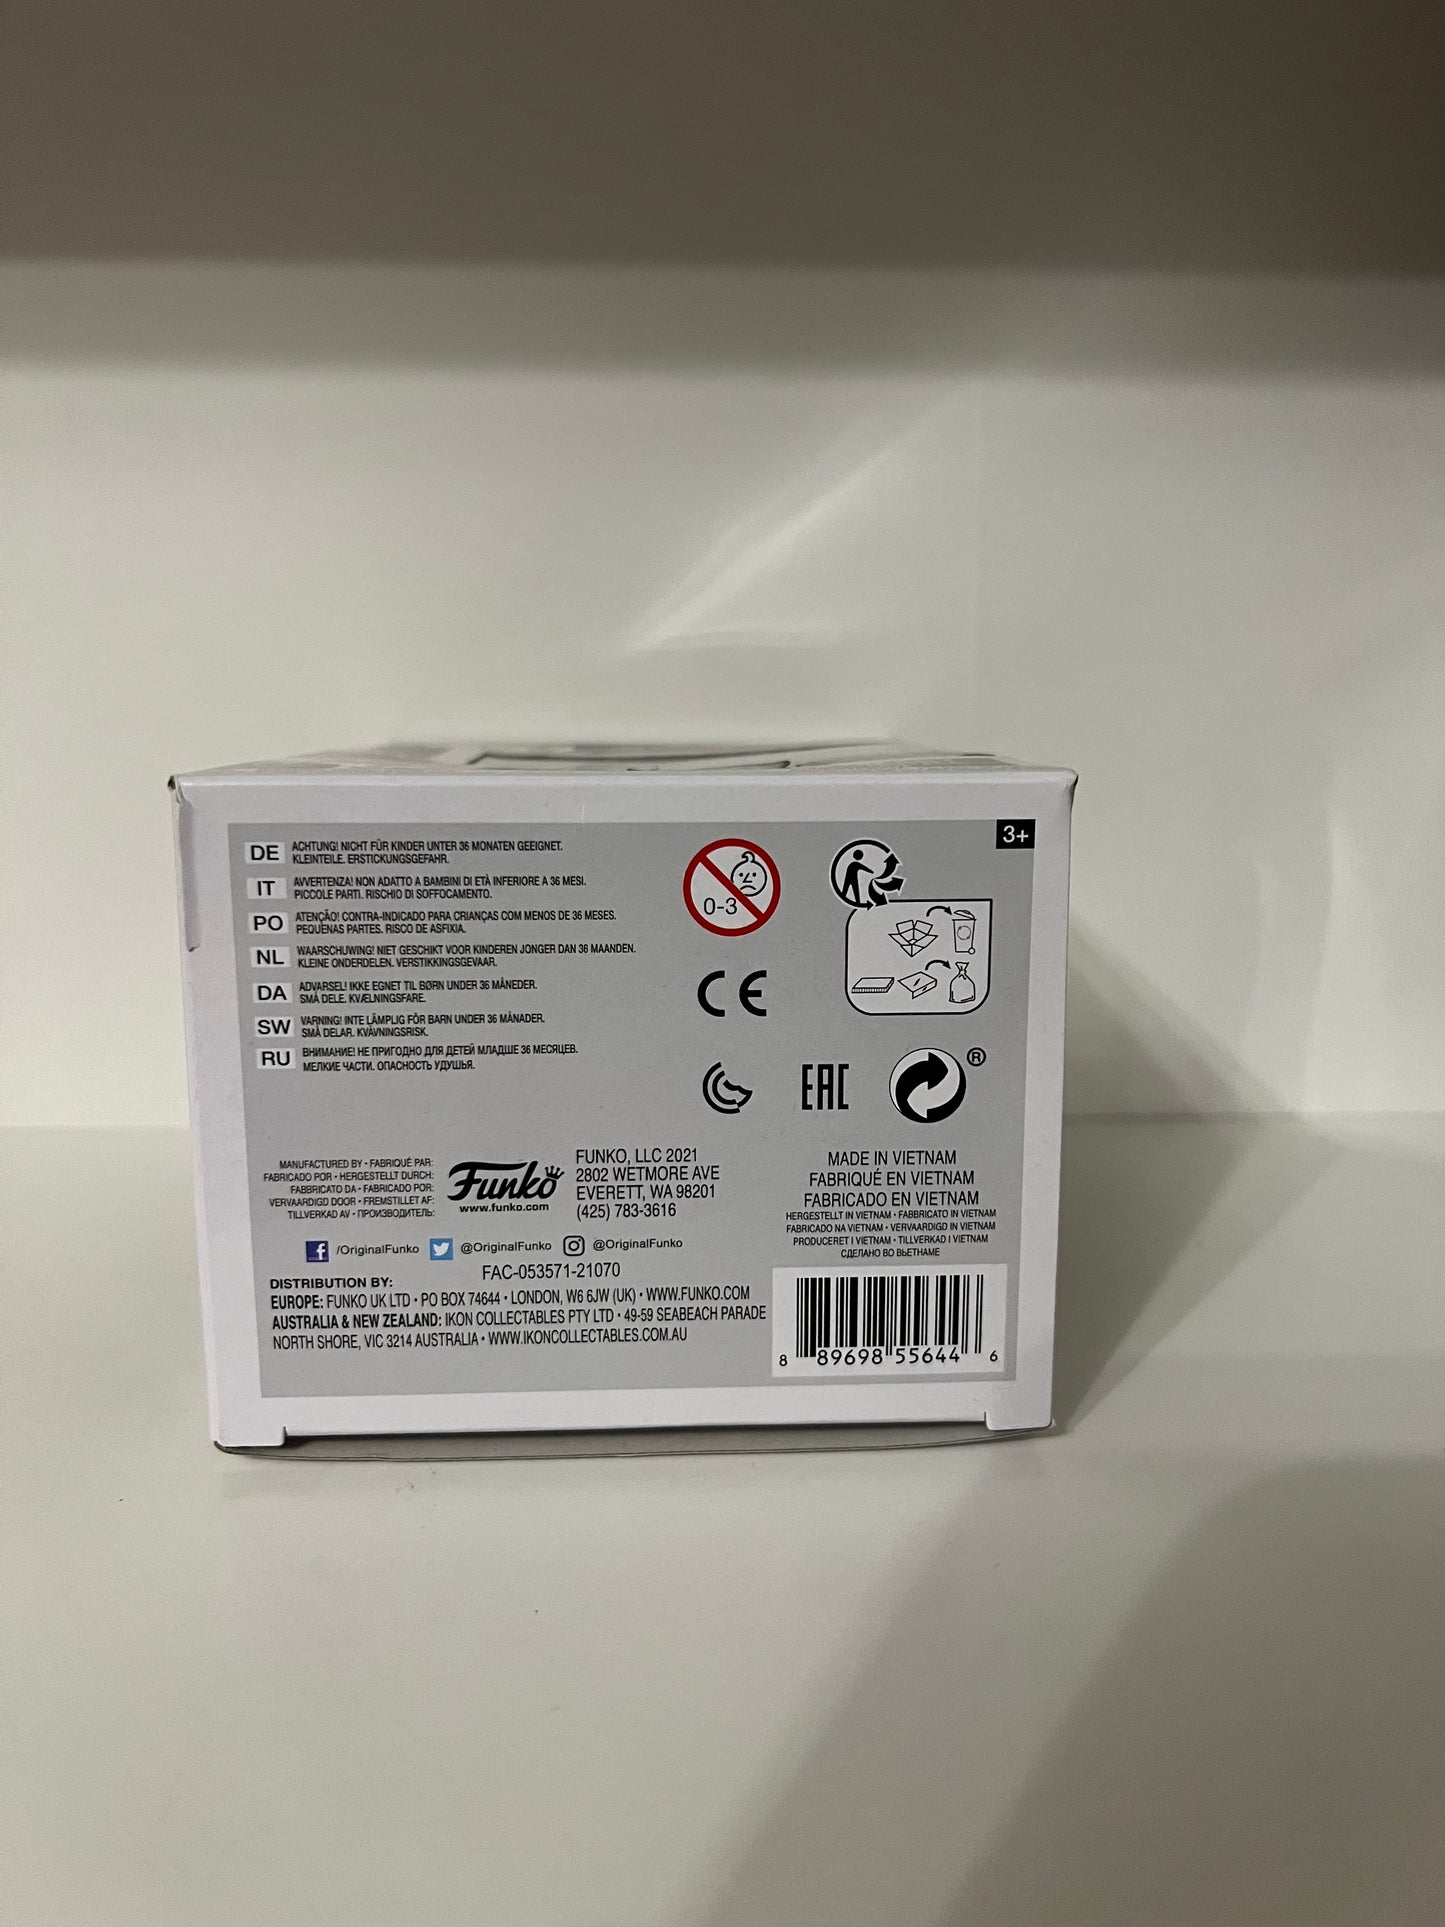 3+
DE
ACHTUNG! NICHT FÜR KINDER UNTER 36 MONATEN GEEIGNET.
KLEINTEILE. ERSTICKUNGSGEFAHR.
IT
AVVERTENZA! NON ADATTO A BAMBINI DI ETÀ INFERIORE A 36 MESI.
PICCOLE PARTI. RISCHIO DI SOFFOCAMENTO.
PO
ATENÇÃO! CONTRA-INDICADO PARA CRIANÇAS COM MENOS DE 36 MESES.
PEQUENAS PARTES. RISCO DE ASFIXIA.
NL
WAARSCHUWING! NIET GESCHIKT VOOR KINDEREN JONGER DAN 36 MAANDEN.
KLEINE ONDERDELEN. VERSTIKKINGSGEVAAR.
DA
ADVARSEL! IKKE EGNET TIL BØRN UNDER 36 MÅNEDER.
SMÅ DELE. KVÆLNINGSFARE.
SW
VARNING! INTE LÄMPLIG FÖR BARN UNDER 36 MÅNADER.
SMÅ DELAR. KVÄVNINGSRISK.
RU
ВНИМАНИЕ! НЕ ПРИГОДНО ДЛЯ ДЕТЕЙ МЛАДШЕ 36 МЕСЯЦЕВ.
МЕЛКИЕ ЧАСТИ. ОПАСНОСТЬ УДУШЬЯ.
0-3
CE
EAC
®
MANUFACTURED BY • FABRIQUÉ PAR:
FABRICADO POR • HERGESTELLT DURCH:
FABBRICATO DA • FABRICADO POR:
VERVAARDIGD DOOR • FREMSTILLET AF:
TILLVERKAD AV • ПРОИЗВОДИТЕЛЬ:
Funko
www.funko.com
FUNKO, LLC 2021
2802 WETMORE AVE
EVERETT, WA 98201
(425) 783-3616
MADE IN VIETNAM
FABRIQUÉ EN VIETNAM
FABRICADO EN VIETNAM
HERGESTELLT IN VIETNAM • FABBRICATO IN VIETNAM
FABRICADO NA VIETNAM • VERVAARDIGD IN VIETNAM
PRODUCERET I VIETNAM • TILLVERKAD I VIETNAM
СДЕЛАНО ВО ВЬЕТНАМЕ
f /OriginalFunko @OriginalFunko @OriginalFunko
FAC-053571-21070
DISTRIBUTION BY:
EUROPE: FUNKO UK LTD • PO BOX 74644 • LONDON, W6 6JW (UK) • WWW.FUNKO.COM
AUSTRALIA & NEW ZEALAND: IKON COLLECTABLES PTY LTD • 49-59 SEABEACH PARADE
NORTH SHORE, VIC 3214 AUSTRALIA • WWW.IKONCOLLECTABLES.COM.AU
8 89698 55644 6